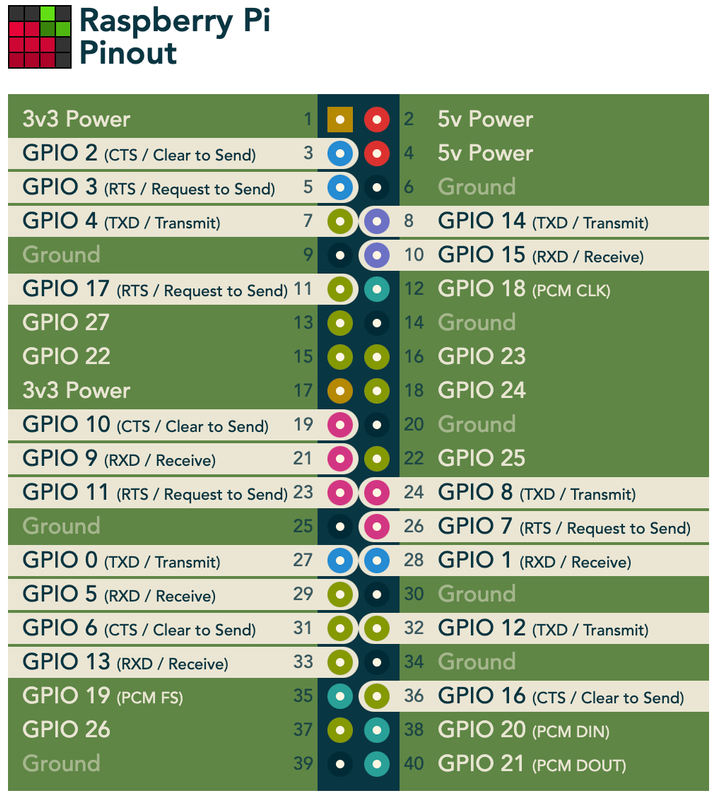 Raspberry Pi
Pinout
3v3 Power 1 2 5v Power
GPIO 2 (CTS / Clear to Send) 3 4 5v Power
GPIO 3 (RTS / Request to Send) 5 6 Ground
GPIO 4 (TXD / Transmit) 7 8 GPIO 14 (TXD / Transmit)
Ground 9 10 GPIO 15 (RXD / Receive)
GPIO 17 (RTS / Request to Send) 11 12 GPIO 18 (PCM CLK)
GPIO 27 13 14 Ground
GPIO 22 15 16 GPIO 23
3v3 Power 17 18 GPIO 24
GPIO 10 (CTS / Clear to Send) 19 20 Ground
GPIO 9 (RXD / Receive) 21 22 GPIO 25
GPIO 11 (RTS / Request to Send) 23 24 GPIO 8 (TXD / Transmit)
Ground 25 26 GPIO 7 (RTS / Request to Send)
GPIO 0 (TXD / Transmit) 27 28 GPIO 1 (RXD / Receive)
GPIO 5 (RXD / Receive) 29 30 Ground
GPIO 6 (CTS / Clear to Send) 31 32 GPIO 12 (TXD / Transmit)
GPIO 13 (RXD / Receive) 33 34 Ground
GPIO 19 (PCM FS) 35 36 GPIO 16 (CTS / Clear to Send)
GPIO 26 37 38 GPIO 20 (PCM DIN)
Ground 39 40 GPIO 21 (PCM DOUT)